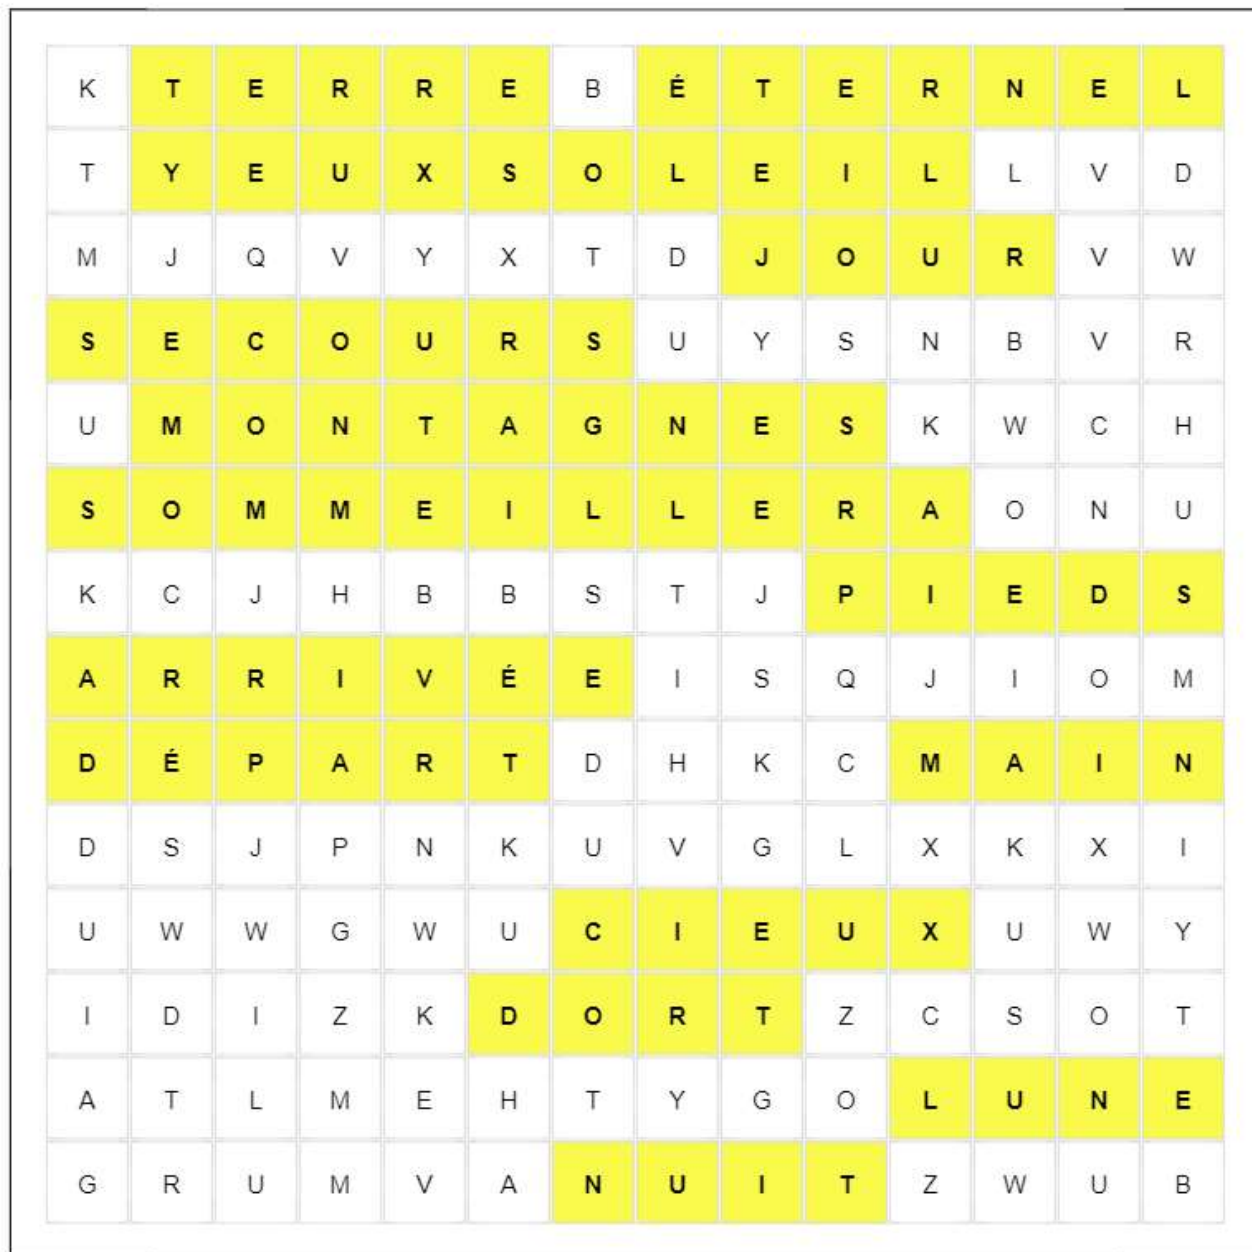 K T E R R E B É T E R N E L
T Y E U X S O L E I L L V D
M J Q V Y X T D J O U R V W
S E C O U R S U Y S N B V R
U M O N T A G N E S K W C H
S O M M E I L L E R A O N U
K C J H B B S T J P I E D S
A R R I V É E I S Q J I O M
D É P A R T D H K C M A I N
D S J P N K U V G L X K X I
U W W G W U C I E U X U W Y
I D I Z K D O R T Z C S O T
A T L M E H T Y G O L U N E
G R U M V A N U I T Z W U B